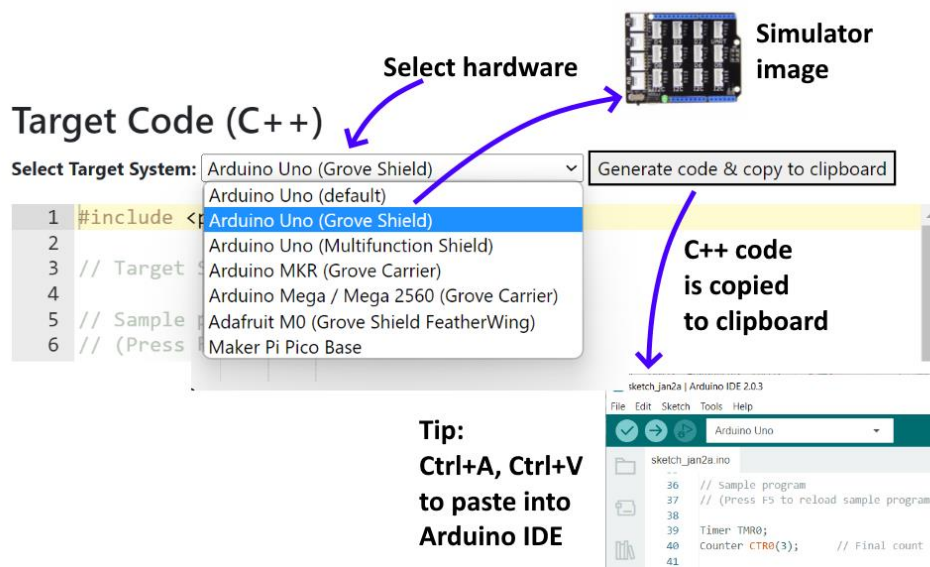 Simulator
image
Select hardware
Target Code (C++)
Select Target System: Arduino Uno (Grove Shield) Generate code & copy to clipboard
Arduino Uno (default)
1 #include <p Arduino Uno (Grove Shield)
2 Arduino Uno (Multifunction Shield)
3 // Target Arduino MKR (Grove Carrier)
4 Arduino Mega / Mega 2560 (Grove Carrier)
5 // Sample Adafruit M0 (Grove Shield FeatherWing)
6 // (Press Maker Pi Pico Base
C++ code
is copied
to clipboard
Tip:
Ctrl+A, Ctrl+V
to paste into
Arduino IDE
sketch_jan2a | Arduino IDE 2.0.3
File Edit Sketch Tools Help
Arduino Uno
sketch_jan2a.ino
36 // Sample program
37 // (Press F5 to reload sample program
38
39 Timer TMR0;
40 Counter CTR0(3); // Final count
41